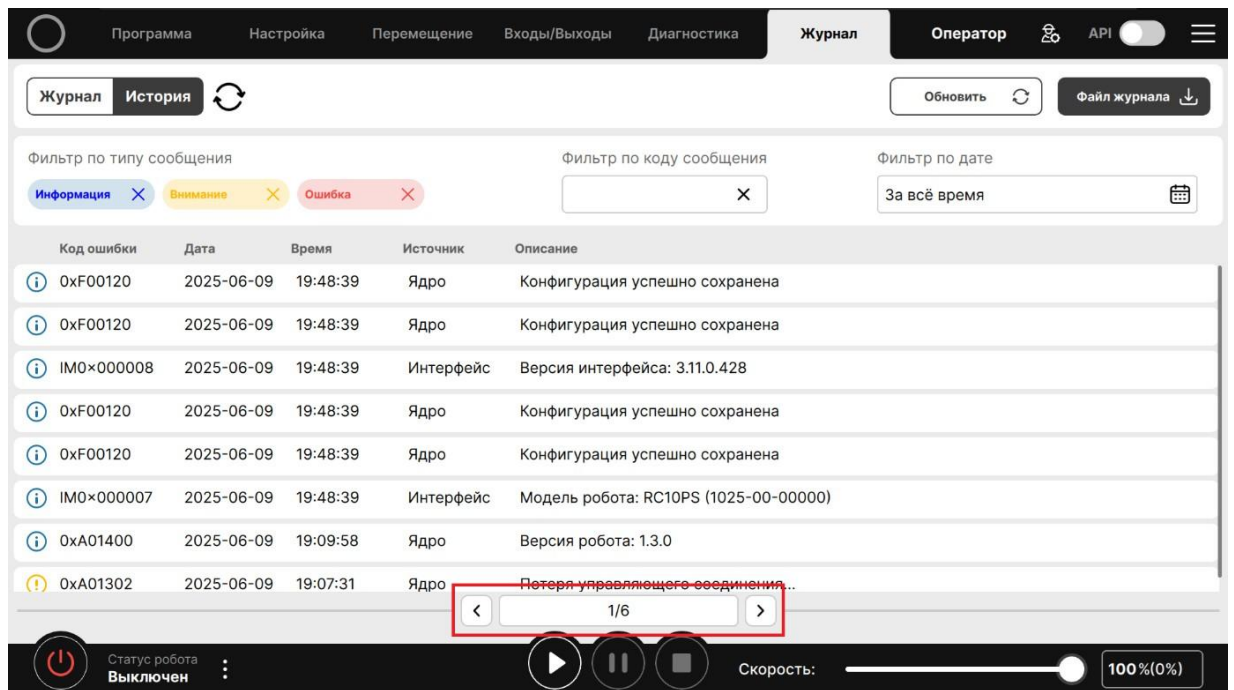 Программа Настройка Перемещение Входы/Выходы Диагностика Журнал Оператор API
Журнал История Обновить Файл журнала
Фильтр по типу сообщения Фильтр по коду сообщения Фильтр по дате
Информация Внимание Ошибка За всё время
Код ошибки Дата Время Источник Описание
0xF00120 2025-06-09 19:48:39 Ядро Конфигурация успешно сохранена
0xF00120 2025-06-09 19:48:39 Ядро Конфигурация успешно сохранена
IM0×000008 2025-06-09 19:48:39 Интерфейс Версия интерфейса: 3.11.0.428
0xF00120 2025-06-09 19:48:39 Ядро Конфигурация успешно сохранена
0xF00120 2025-06-09 19:48:39 Ядро Конфигурация успешно сохранена
IM0×000007 2025-06-09 19:48:39 Интерфейс Модель робота: RC10PS (1025-00-00000)
0xA01400 2025-06-09 19:09:58 Ядро Версия робота: 1.3.0
0xA01302 2025-06-09 19:07:31 Ядро Потеря управляющего соединения...
1/6
Статус робота
Выключен Скорость: 100%(0%)